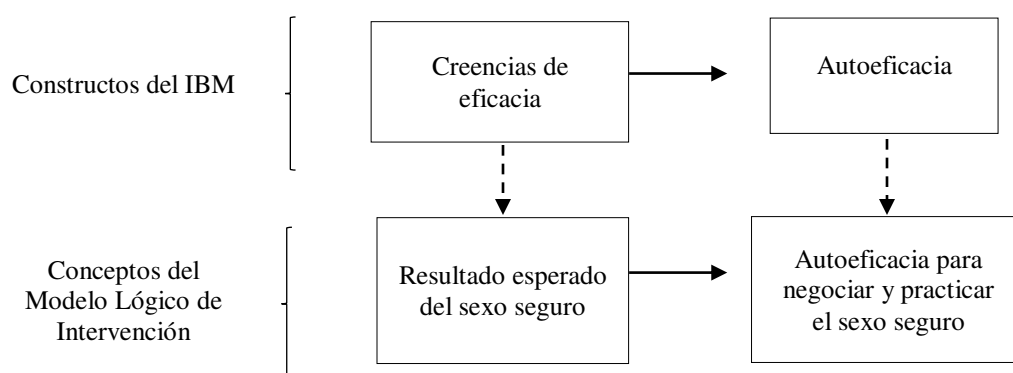 Constructos del IBM
Creencias de
eficacia
Autoeficacia
Conceptos del
Modelo Lógico de
Intervención
Resultado esperado
del sexo seguro
Autoeficacia para
negociar y practicar
el sexo seguro